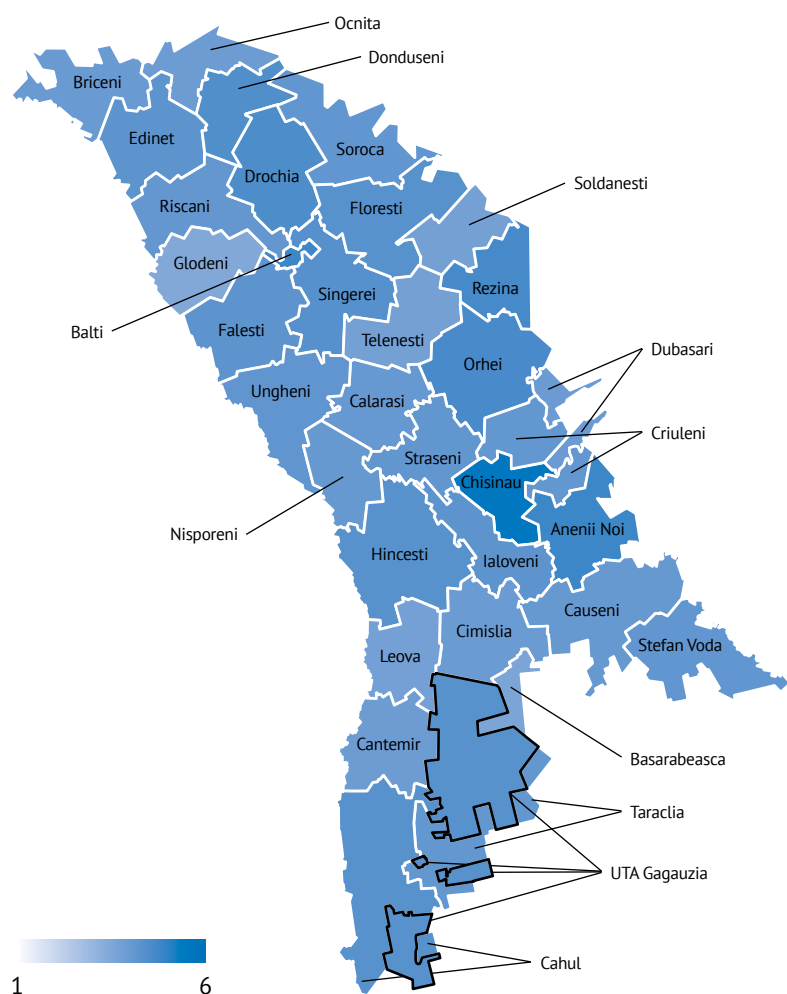 Ocnita
Donduseni
Briceni
Edinet
Soroca
Drochia
Soldanesti
Riscani
Floresti
Glodeni
Rezina
Singerei
Balti
Falesti
Telenesti
Dubasari
Orhei
Ungheni
Calarasi
Criuleni
Straseni
Chisinau
Nisporeni
Anenii Noi
Hincesti
Ialoveni
Causeni
Cimislia
Stefan Voda
Leova
Cantemir
Basarabeasca
Taraclia
UTA Gagauzia
Cahul
1 6